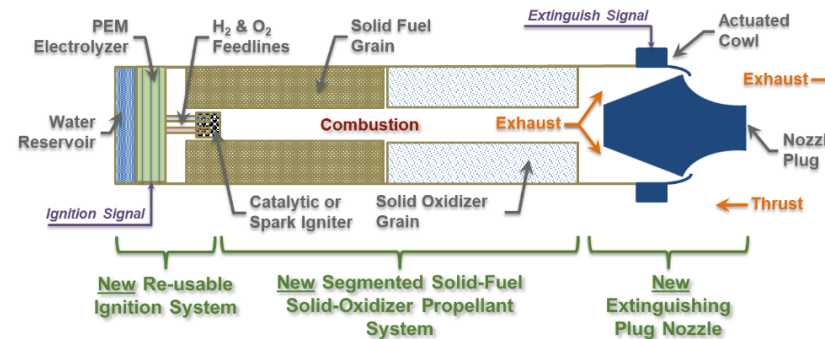 PEM
Electrolyzer
H₂ & O₂
Feedlines
Solid Fuel
Grain
Extinguish Signal
Actuated
Cowl
Exhaust
Water
Reservoir
Combustion
Exhaust
Nozzle
Plug
Ignition Signal
Catalytic or
Spark Igniter
Solid Oxidizer
Grain
Thrust
New Re-usable
Ignition System
New Segmented Solid-Fuel
Solid-Oxidizer Propellant
System
New
Extinguishing
Plug Nozzle